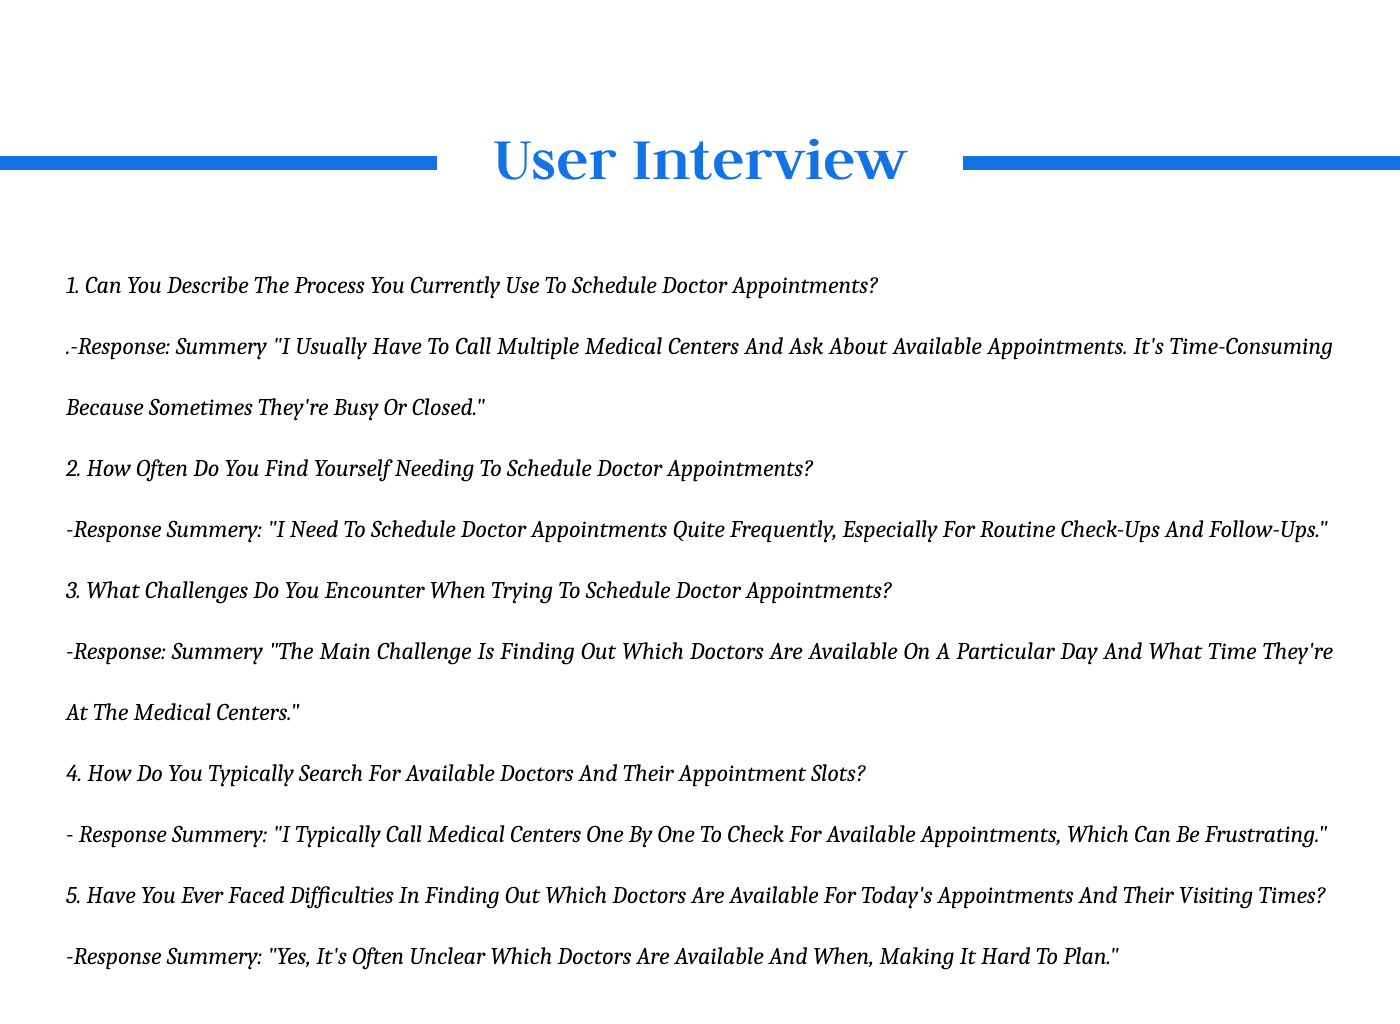 User Interview
1. Can You Describe The Process You Currently Use To Schedule Doctor Appointments?
.-Response: Summery "I Usually Have To Call Multiple Medical Centers And Ask About Available Appointments. It's Time-Consuming
Because Sometimes They're Busy Or Closed."
2. How Often Do You Find Yourself Needing To Schedule Doctor Appointments?
-Response Summery: "I Need To Schedule Doctor Appointments Quite Frequently, Especially For Routine Check-Ups And Follow-Ups."
3. What Challenges Do You Encounter When Trying To Schedule Doctor Appointments?
-Response: Summery "The Main Challenge Is Finding Out Which Doctors Are Available On A Particular Day And What Time They're
At The Medical Centers."
4. How Do You Typically Search For Available Doctors And Their Appointment Slots?
- Response Summery: "I Typically Call Medical Centers One By One To Check For Available Appointments, Which Can Be Frustrating."
5. Have You Ever Faced Difficulties In Finding Out Which Doctors Are Available For Today's Appointments And Their Visiting Times?
-Response Summery: "Yes, It's Often Unclear Which Doctors Are Available And When, Making It Hard To Plan."